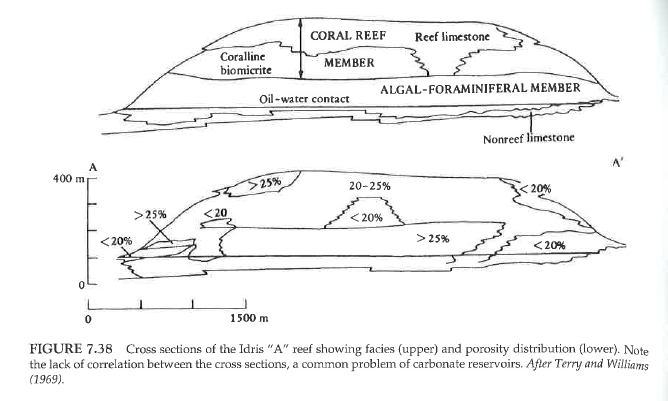 CORAL REEF Reef limestone
Coralline
biomicrite MEMBER
ALGAL-FORAMINIFERAL MEMBER
Oil-water contact
Nonreef limestone
A A'
400 m
>25% 20-25% <20%
>25% <20 <20%
<20% >25% <20%
0
0 1500 m
FIGURE 7.38 Cross sections of the Idris "A" reef showing facies (upper) and porosity distribution (lower). Note
the lack of correlation between the cross sections, a common problem of carbonate reservoirs. After Terry and Williams
(1969).